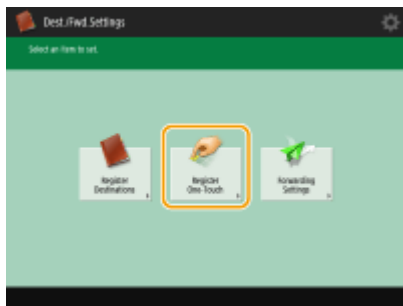 Dest./Fwd.Settings
Select an item to set.
Register
Destinations
Register
One-Touch
Forwarding
Settings